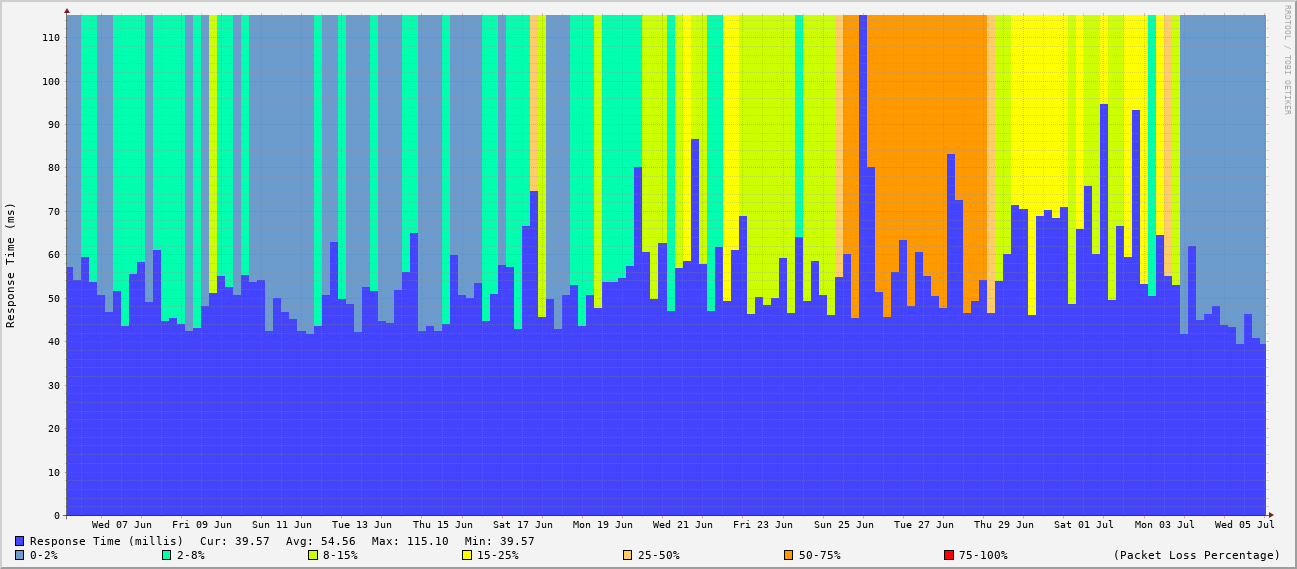 RRDTOOL / TOBI OETIKER
Response Time (ms)
110
100
90
80
70
60
50
40
30
20
10
0
Wed 07 Jun Fri 09 Jun Sun 11 Jun Tue 13 Jun Thu 15 Jun Sat 17 Jun Mon 19 Jun Wed 21 Jun Fri 23 Jun Sun 25 Jun Tue 27 Jun Thu 29 Jun Sat 01 Jul Mon 03 Jul Wed 05 Jul
Response Time (millis) Cur: 39.57 Avg: 54.56 Max: 115.10 Min: 39.57
0-2% 2-8% 8-15% 15-25% 25-50% 50-75% 75-100% (Packet Loss Percentage)